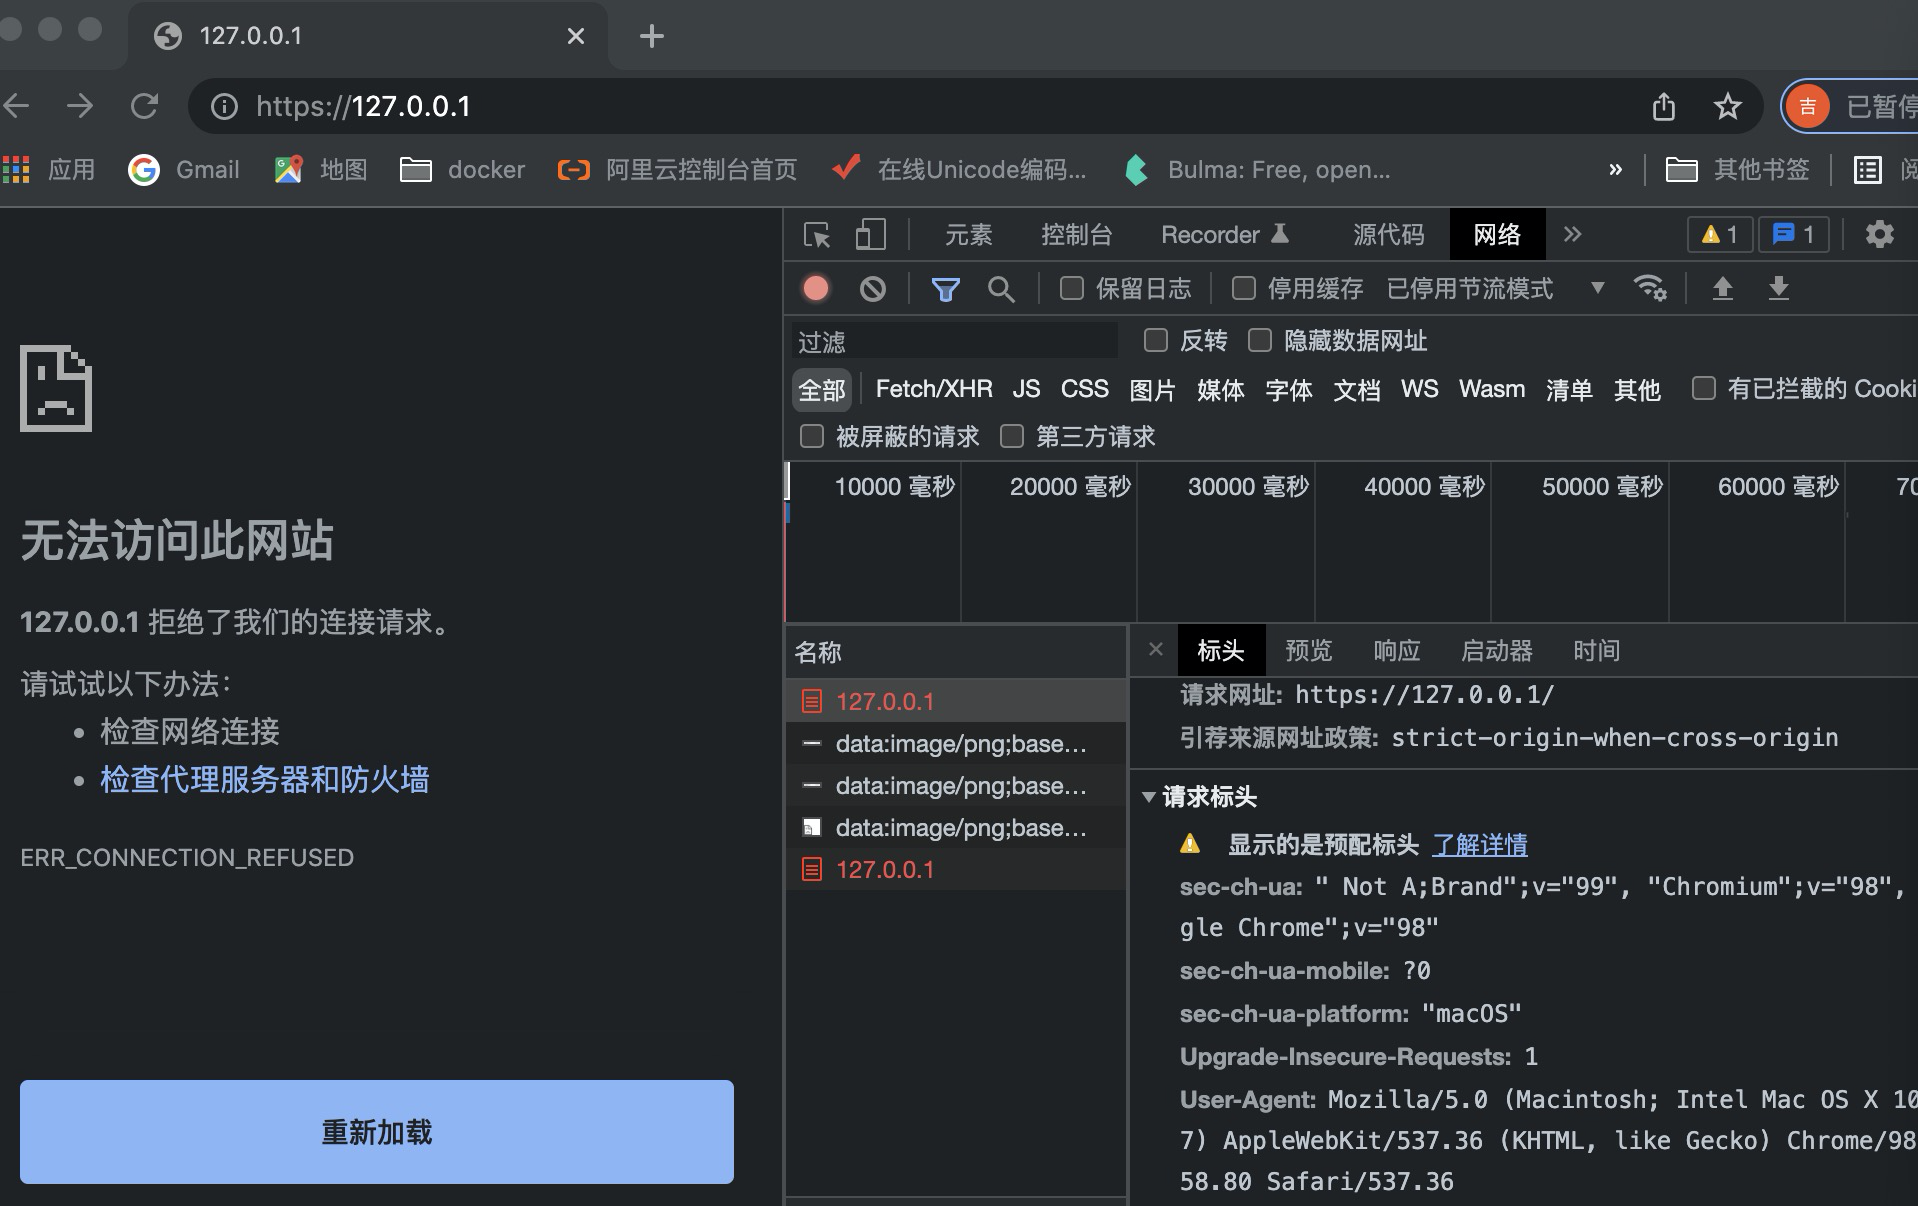 127.0.0.1
https://127.0.0.1
已暂停
应用 Gmail 地图 docker 阿里云控制台首页 在线Unicode编码... Bulma: Free, open... » 其他书签
无法访问此网站
127.0.0.1 拒绝了我们的连接请求。
请试试以下办法：
检查网络连接
检查代理服务器和防火墙
ERR_CONNECTION_REFUSED
重新加载
元素 控制台 Recorder 源代码 网络 1 1
保留日志 停用缓存 已停用节流模式
过滤 反转 隐藏数据网址
全部 Fetch/XHR JS CSS 图片 媒体 字体 文档 WS Wasm 清单 其他 有已拦截的 Cooki
被屏蔽的请求 第三方请求
10000 毫秒 20000 毫秒 30000 毫秒 40000 毫秒 50000 毫秒 60000 毫秒 70
名称
127.0.0.1
data:image/png;base...
data:image/png;base...
data:image/png;base...
127.0.0.1
标头 预览 响应 启动器 时间
请求网址: https://127.0.0.1/
引荐来源网址政策: strict-origin-when-cross-origin
请求标头
显示的是预配标头 了解详情
sec-ch-ua: " Not A;Brand";v="99", "Chromium";v="98",
gle Chrome";v="98"
sec-ch-ua-mobile: ?0
sec-ch-ua-platform: "macOS"
Upgrade-Insecure-Requests: 1
User-Agent: Mozilla/5.0 (Macintosh; Intel Mac OS X 10
7) AppleWebKit/537.36 (KHTML, like Gecko) Chrome/98
58.80 Safari/537.36